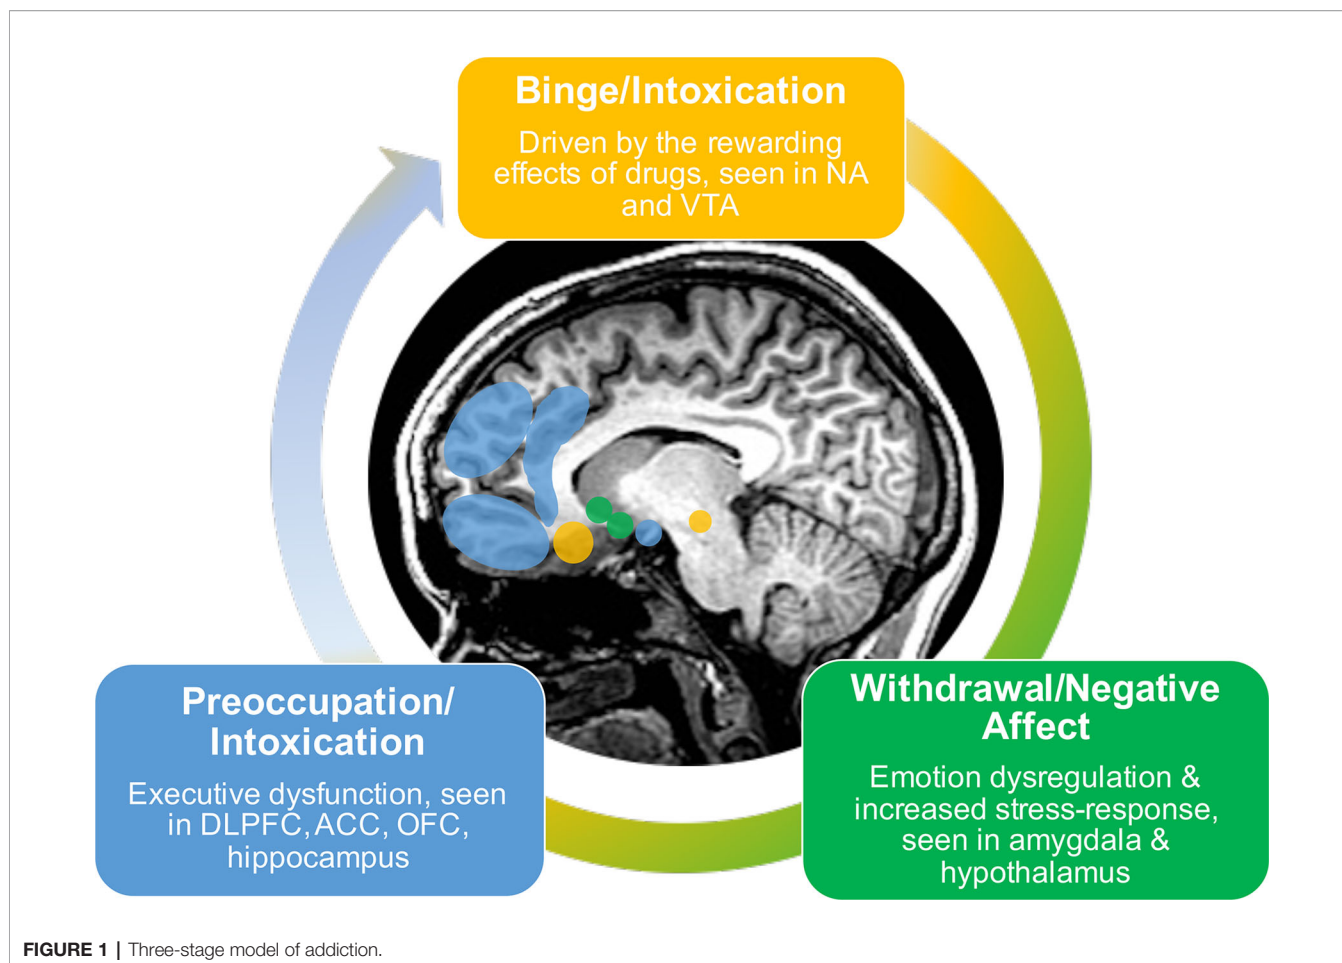 Binge/Intoxication
Driven by the rewarding
effects of drugs, seen in NA
and VTA
Preoccupation/
Intoxication
Executive dysfunction, seen
in DLPFC, ACC, OFC,
hippocampus
Withdrawal/Negative
Affect
Emotion dysregulation &
increased stress-response,
seen in amygdala &
hypothalamus
FIGURE 1 | Three-stage model of addiction.